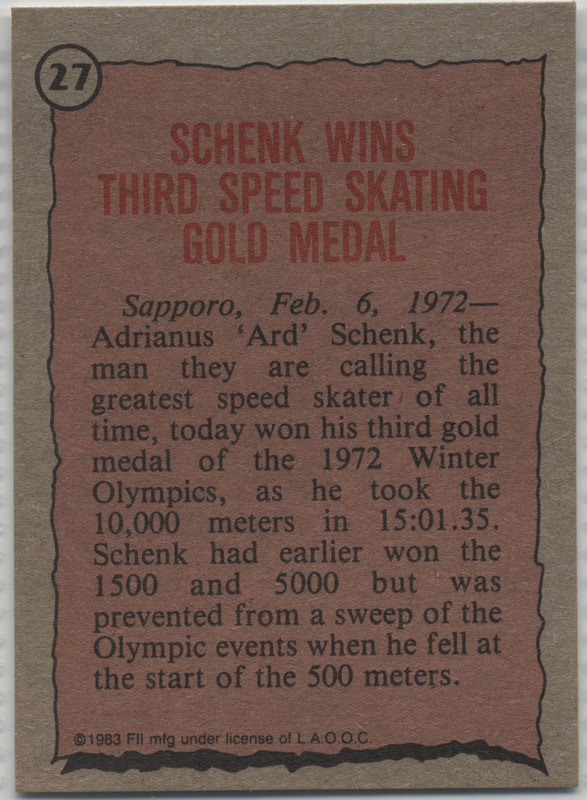 27
SCHENK WINS
THIRD SPEED SKATING
GOLD MEDAL
Sapporo, Feb. 6, 1972—
Adrianus ‘Ard’ Schenk, the
man they are calling the
greatest speed skater of all
time, today won his third gold
medal of the 1972 Winter
Olympics, as he took the
10,000 meters in 15:01.35.
Schenk had earlier won the
1500 and 5000 but was
prevented from a sweep of the
Olympic events when he fell at
the start of the 500 meters.
©1983 FII mfg under license of L.A.O.O.C.